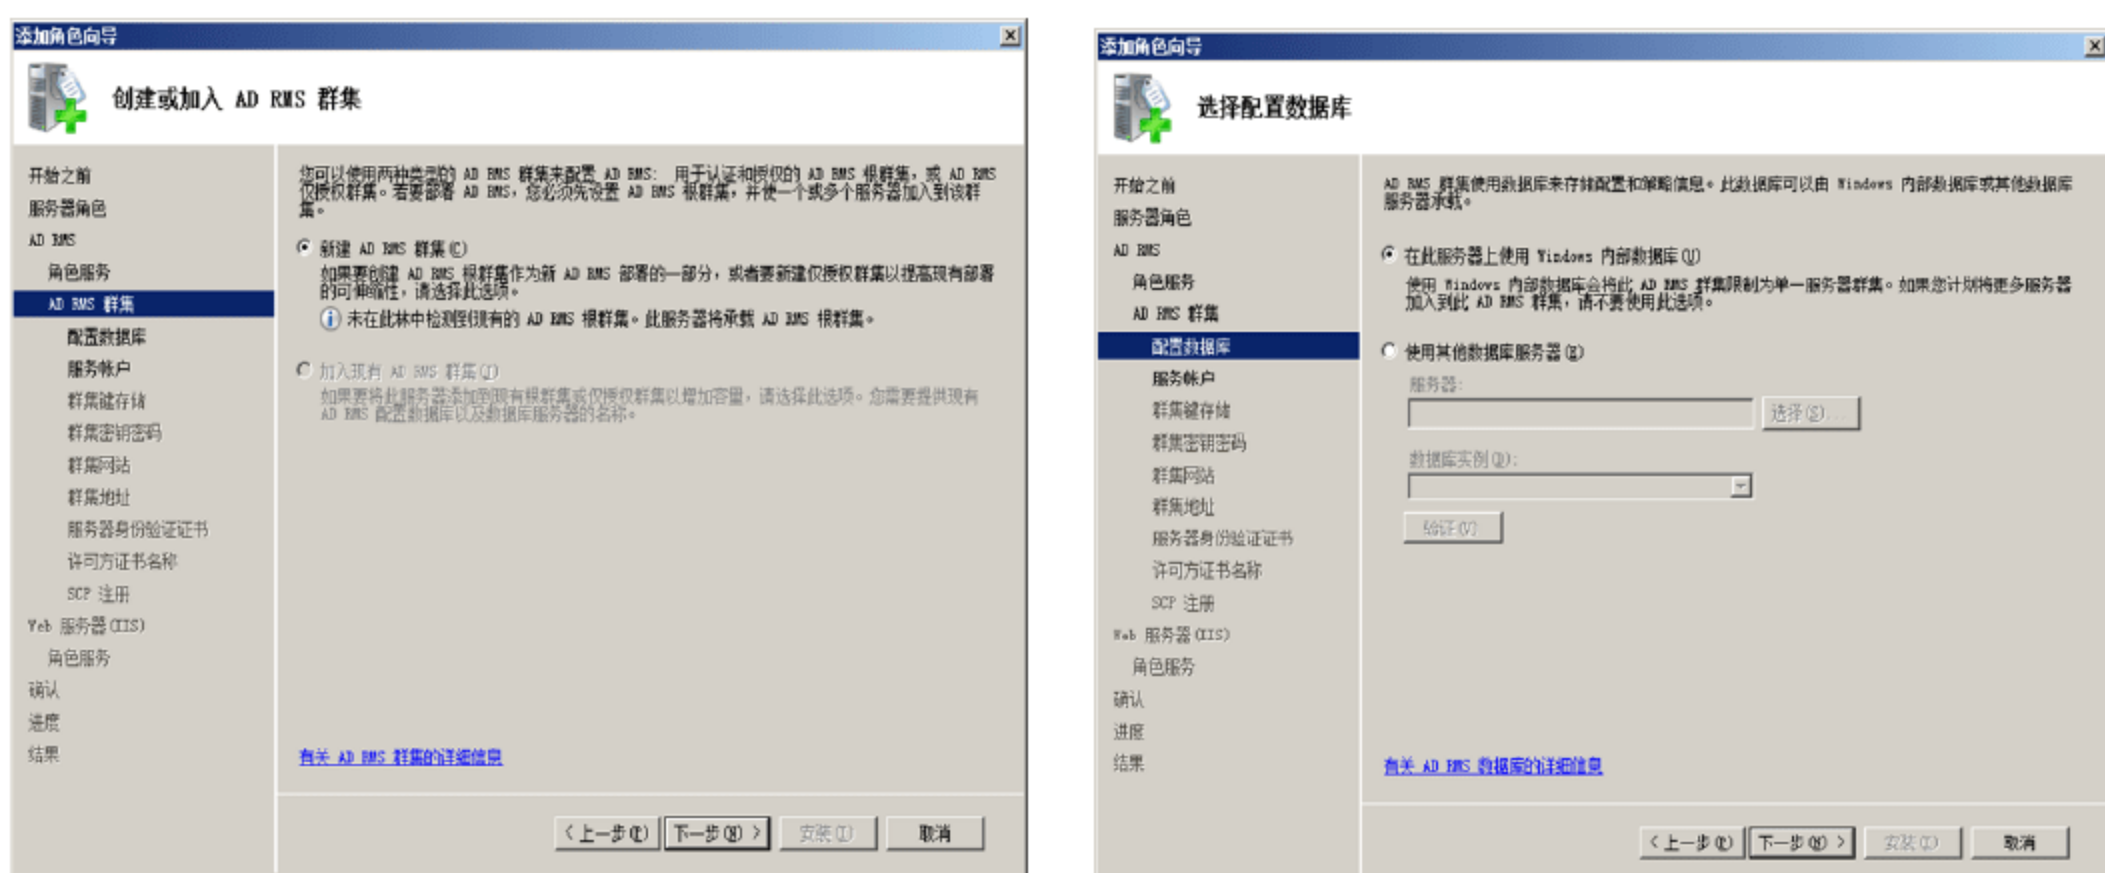 添加角色向导
创建或加入 AD RMS 群集
开始之前
服务器角色
AD RMS
角色服务
AD RMS 群集
配置数据库
服务帐户
群集键存储
群集密钥密码
群集网站
群集地址
服务器身份验证证书
许可方证书名称
SCP 注册
Web 服务器(IIS)
角色服务
确认
进度
结果
您可以使用两种类型的 AD RMS 群集来配置 AD RMS: 用于认证和授权的 AD RMS 根群集，或 AD RMS
仅授权群集。若要部署 AD RMS，您必须先设置 AD RMS 根群集，并使一个或多个服务器加入到该群
集。
新建 AD RMS 群集(C)
如果要创建 AD RMS 根群集作为新 AD RMS 部署的一部分，或者要新建仅授权群集以提高现有部署
的可伸缩性，请选择此选项。
未在此林中检测到现有的 AD RMS 根群集。此服务器将承载 AD RMS 根群集。
加入现有 AD RMS 群集(J)
如果要将此服务器添加到现有根群集或仅授权群集以增加容量，请选择此选项。您需要提供现有
AD RMS 配置数据库以及数据库服务器的名称。
有关 AD RMS 群集的详细信息
< 上一步(P) 下一步(N) > 安装(I) 取消
添加角色向导
选择配置数据库
开始之前
服务器角色
AD RMS
角色服务
AD RMS 群集
配置数据库
服务帐户
群集键存储
群集密钥密码
群集网站
群集地址
服务器身份验证证书
许可方证书名称
SCP 注册
Web 服务器(IIS)
角色服务
确认
进度
结果
AD RMS 群集使用数据库来存储配置和策略信息。此数据库可以由 Windows 内部数据库或其他数据库
服务器承载。
在此服务器上使用 Windows 内部数据库(U)
使用 Windows 内部数据库会将此 AD RMS 群集限制为单一服务器群集。如果您计划将更多服务器
加入到此 AD RMS 群集，请不要使用此选项。
使用其他数据库服务器(E)
服务器:
选择(S)...
数据库实例(D):
验证(V)
有关 AD RMS 数据库的详细信息
< 上一步(P) 下一步(N) > 安装(I) 取消